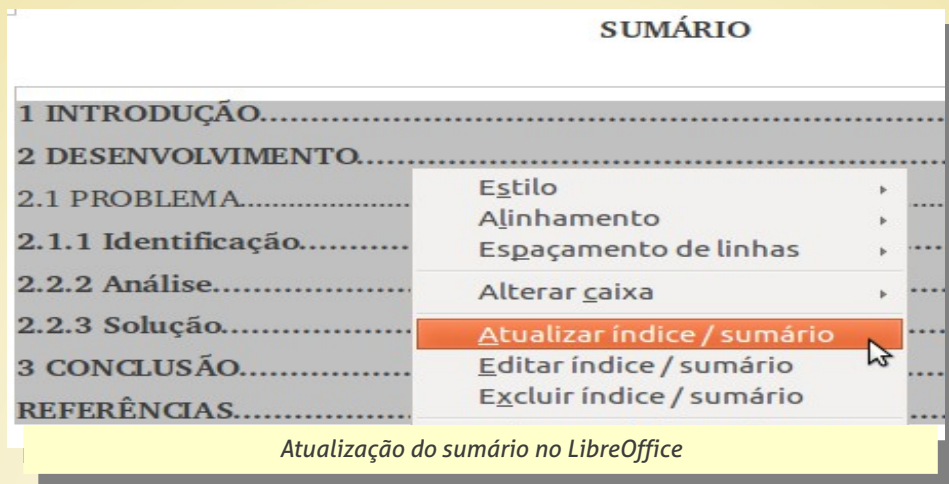 SUMÁRIO
1 INTRODUÇÃO
2 DESENVOLVIMENTO
2.1 PROBLEMA
2.1.1 Identificação
2.2.2 Análise
2.2.3 Solução
3 CONCLUSÃO
REFERÊNCIAS
Estilo
Alinhamento
Espaçamento de linhas
Alterar caixa
Atualizar índice / sumário
Editar índice / sumário
Excluir índice / sumário
Atualização do sumário no LibreOffice